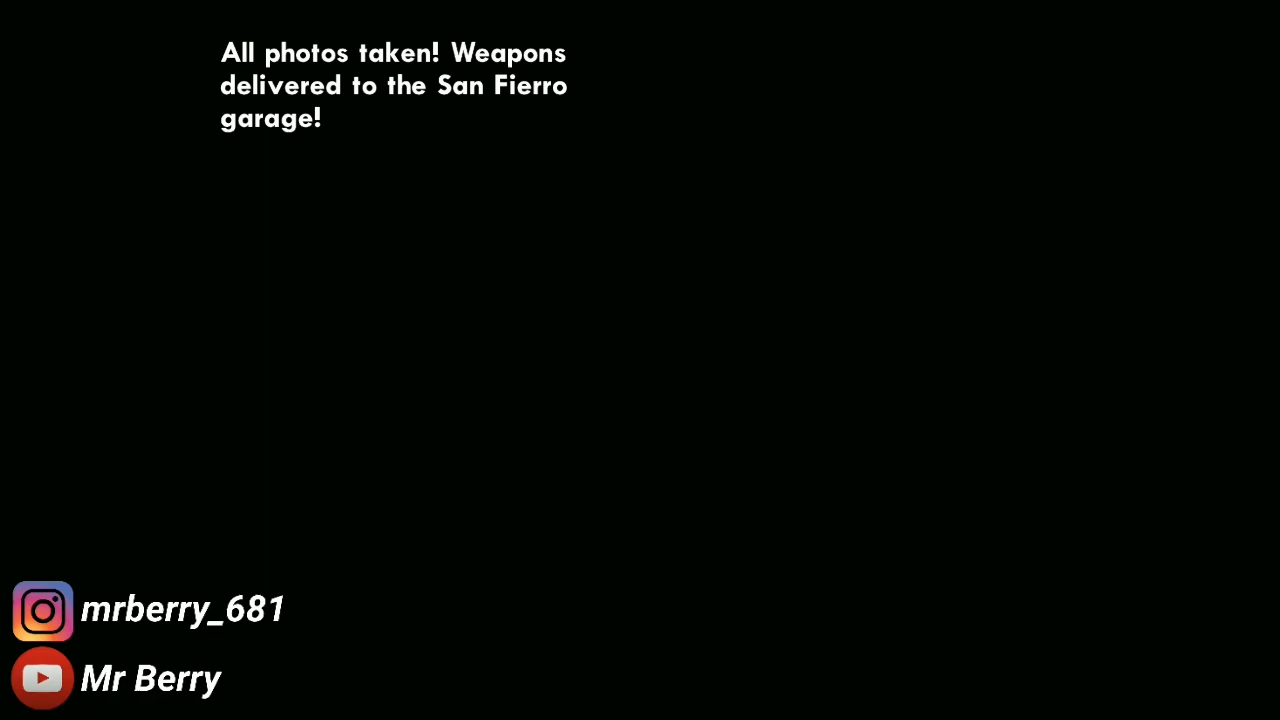 All photos taken! Weapons
delivered to the San Fierro
garage!
mrberry_681
Mr Berry